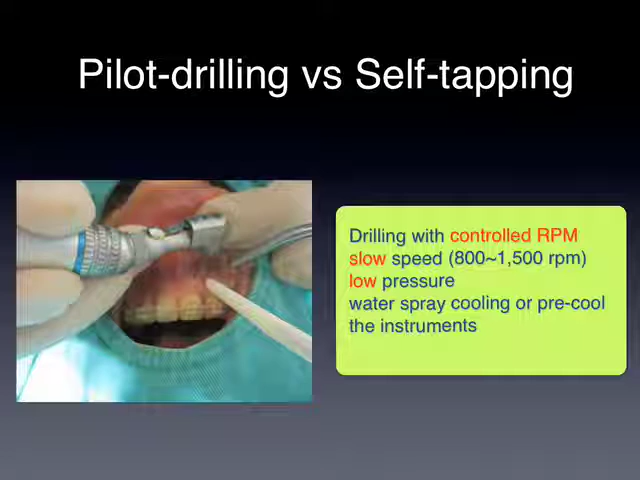 Pilot-drilling vs Self-tapping
Drilling with controlled RPM
slow speed (800~1,500 rpm)
low pressure
water spray cooling or pre-cool
the instruments